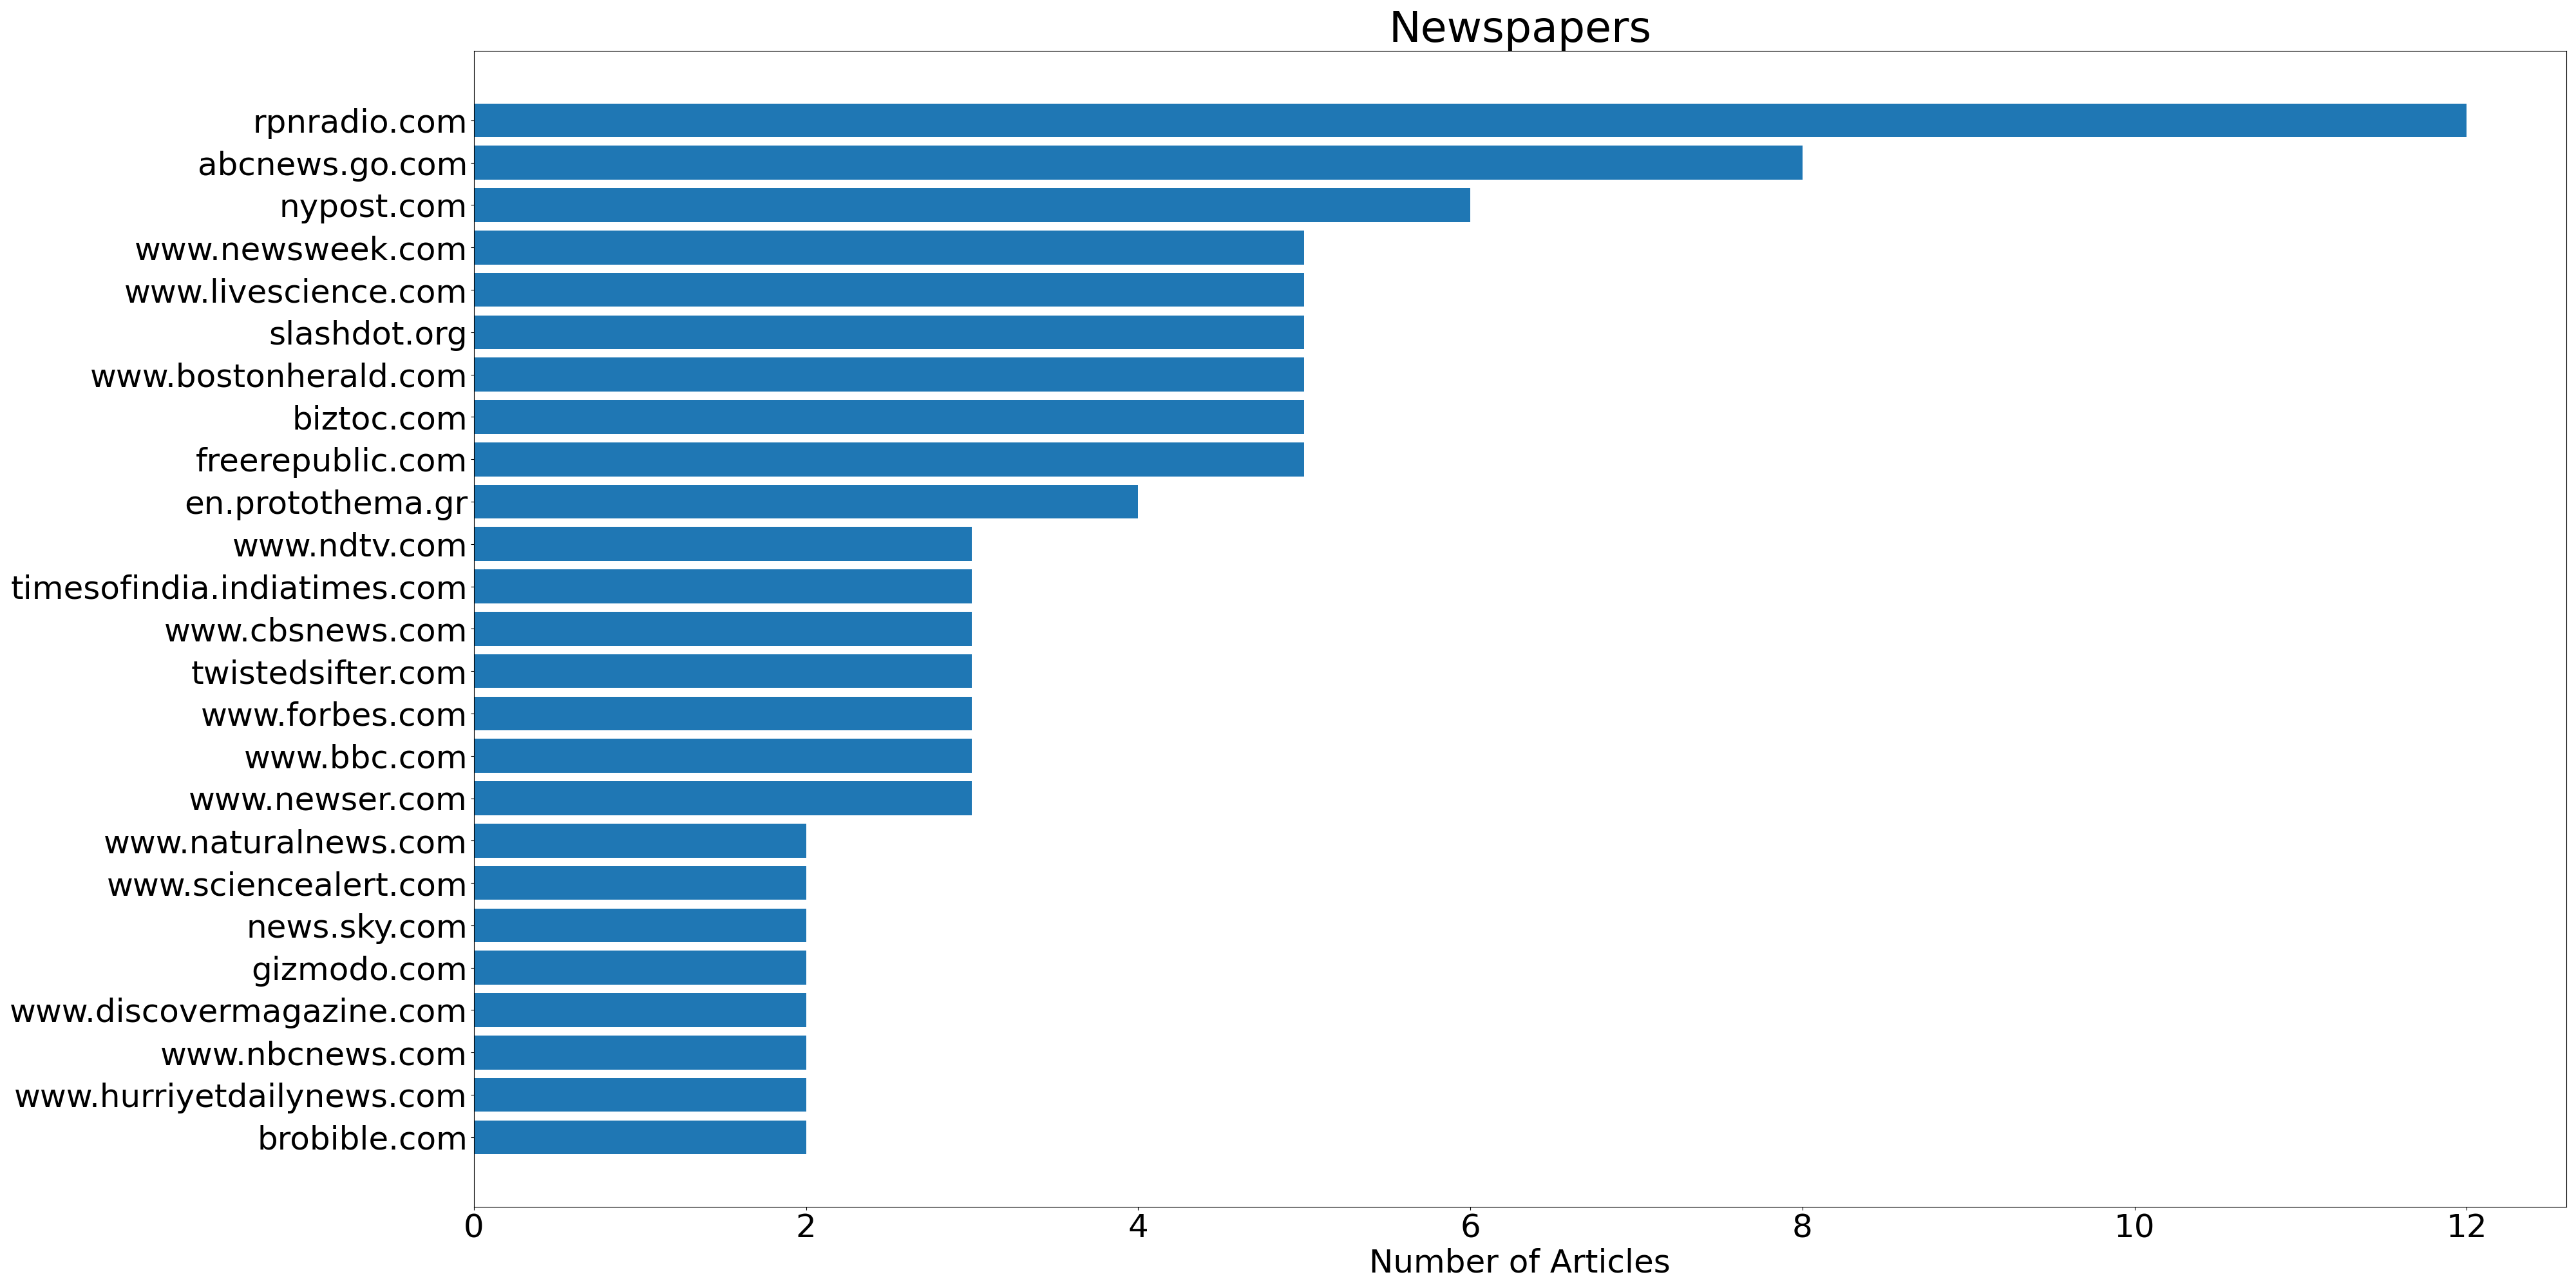 Newspapers
rpnradio.com
abcnews.go.com
nypost.com
www.newsweek.com
www.livescience.com
slashdot.org
www.bostonherald.com
biztoc.com
freerepublic.com
en.protothema.gr
www.ndtv.com
timesofindia.indiatimes.com
www.cbsnews.com
twistedsifter.com
www.forbes.com
www.bbc.com
www.newser.com
www.naturalnews.com
www.sciencealert.com
news.sky.com
gizmodo.com
www.discovermagazine.com
www.nbcnews.com
www.hurriyetdailynews.com
brobible.com
0 2 4 6 8 10 12
Number of Articles